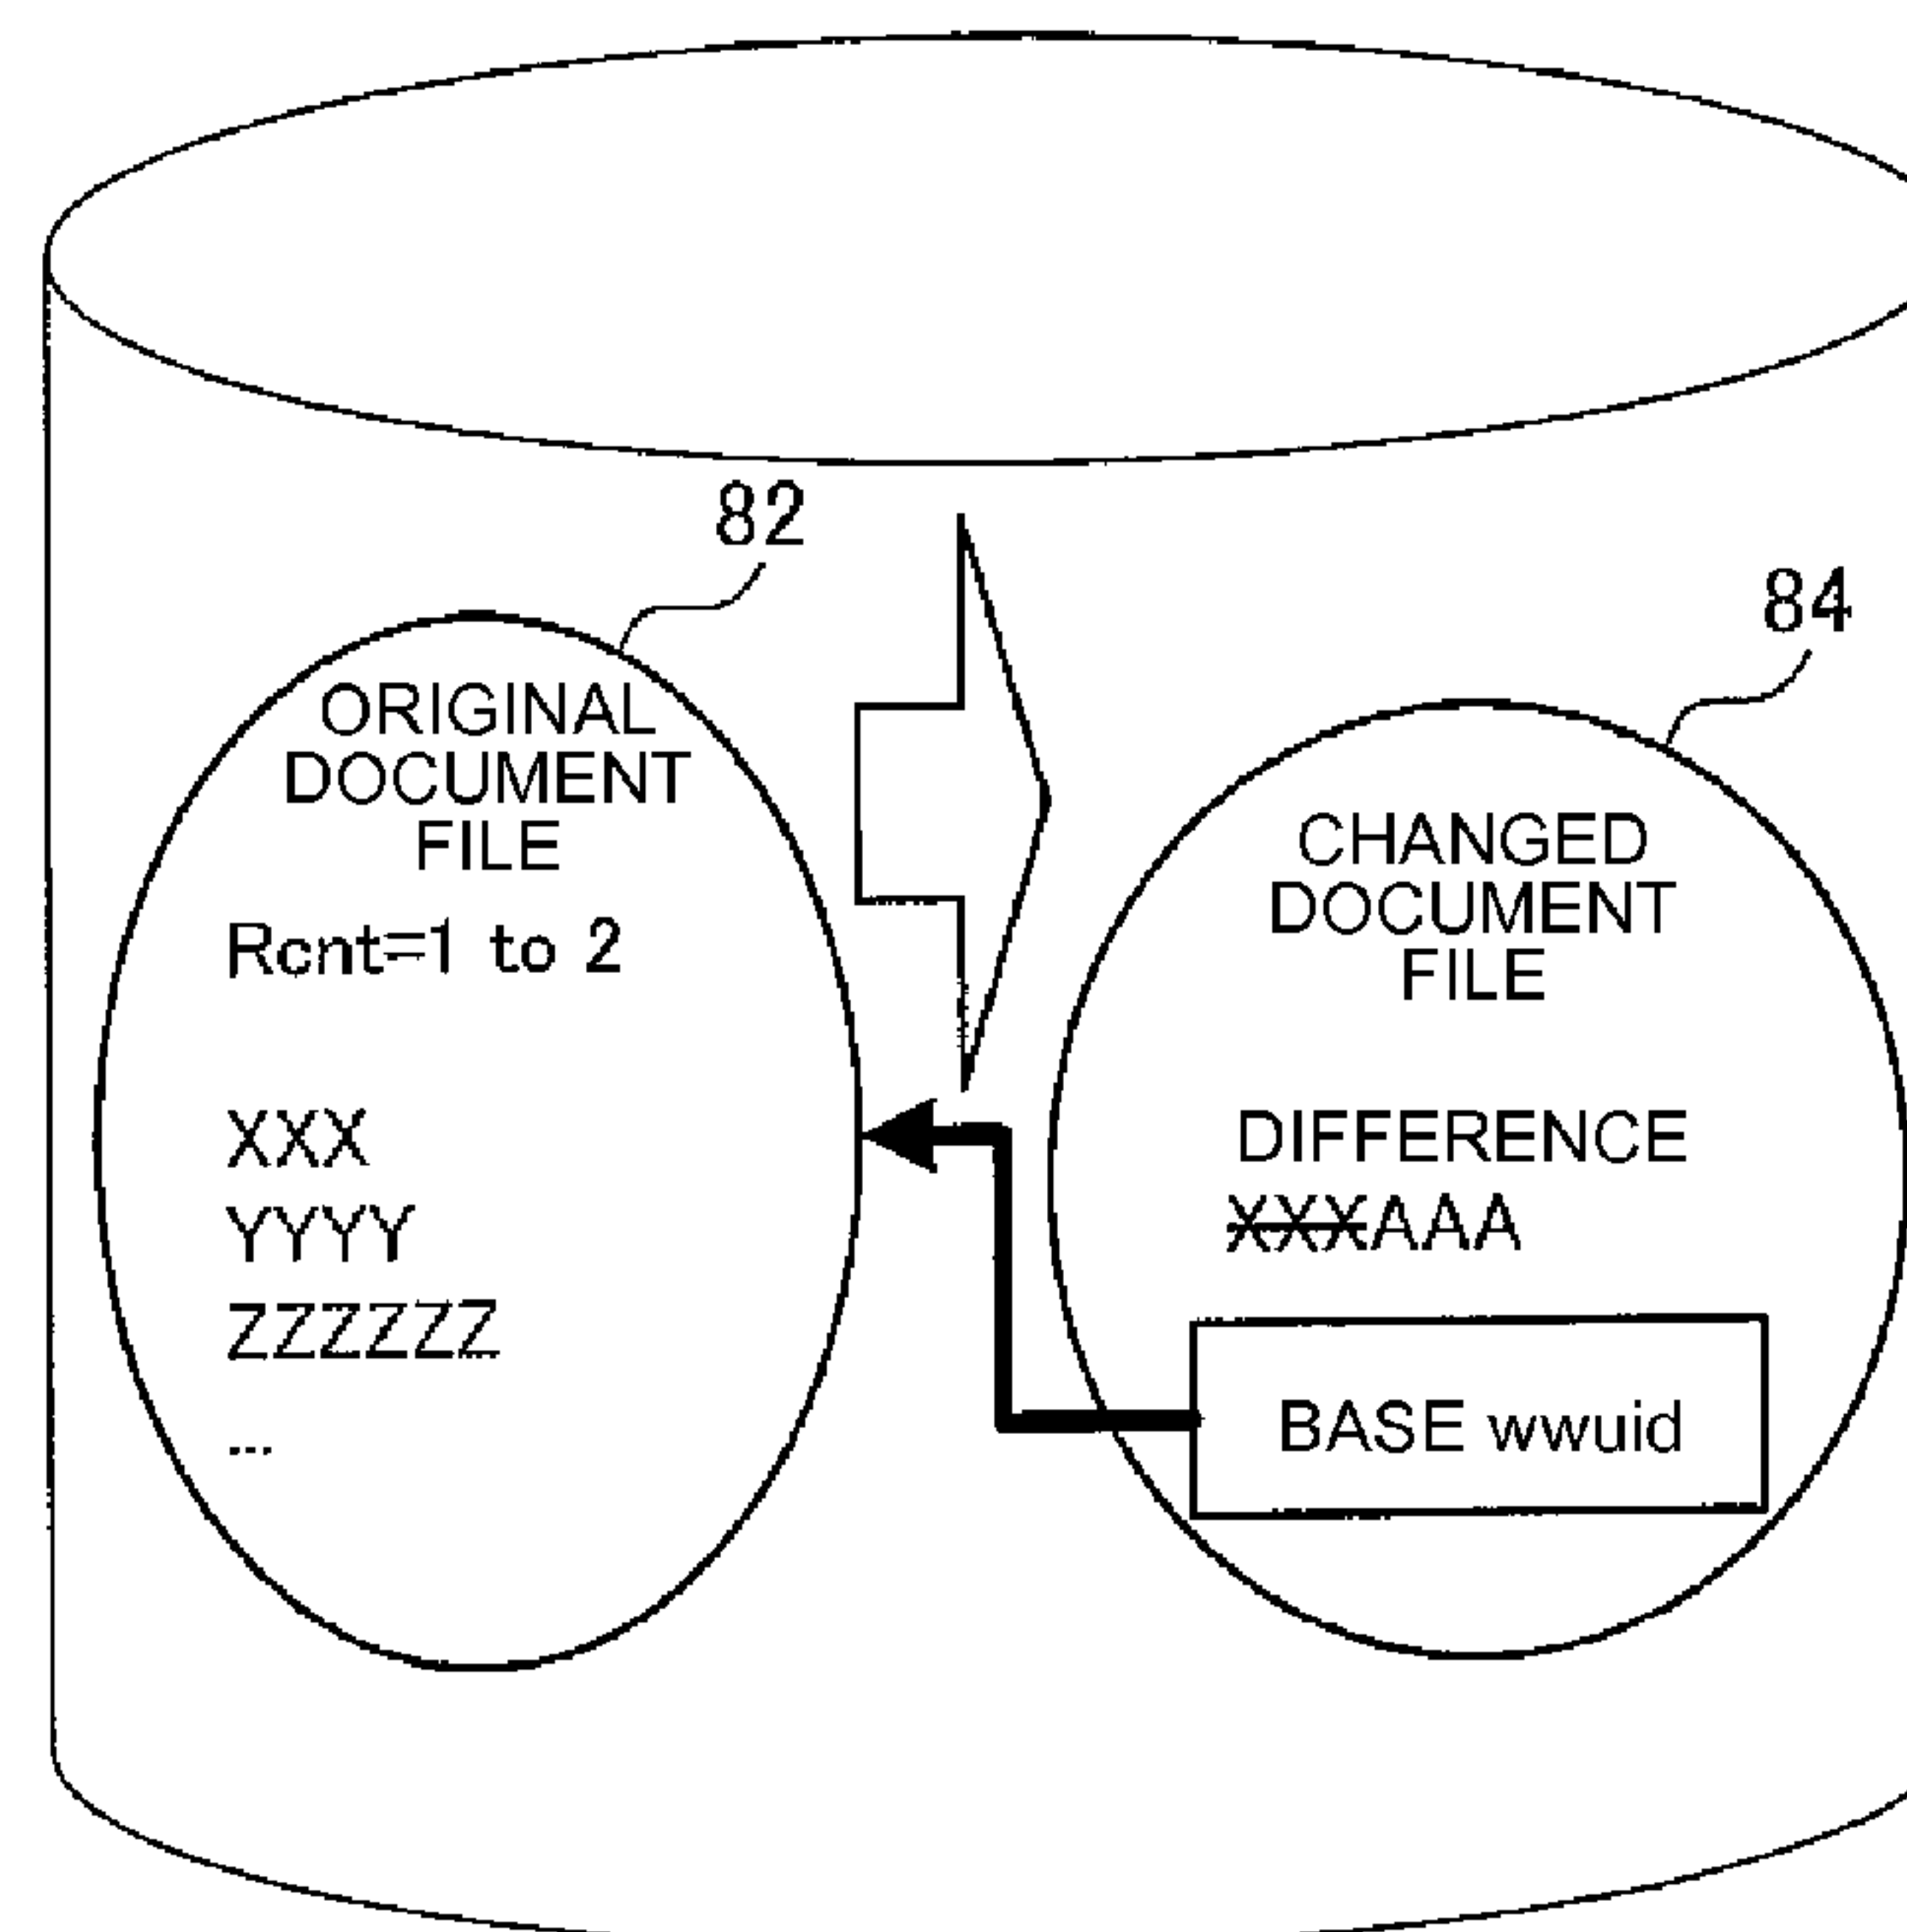 82
ORIGINAL
DOCUMENT
FILE
Rcnt=1 to 2
XXX
YYYY
ZZZZZZ
...
84
CHANGED
DOCUMENT
FILE
DIFFERENCE
XXXAAA
BASE wwuid